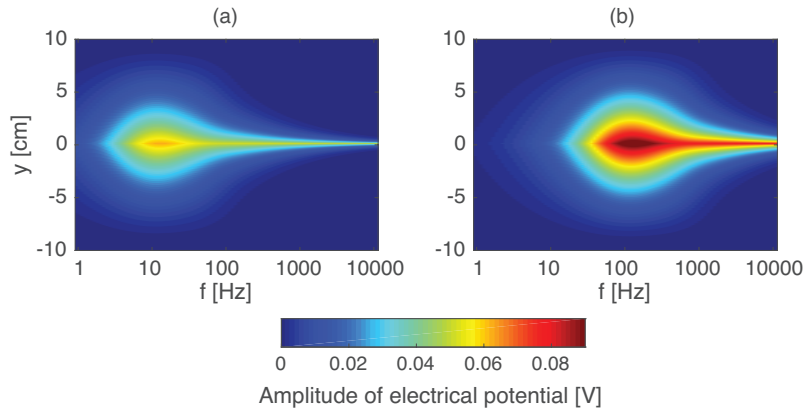 (a)
(b)
10
5
0
-5
-10
y [cm]
1 10 100 1000 10000
f [Hz]
10
5
0
-5
-10
1 10 100 1000 10000
f [Hz]
0 0.02 0.04 0.06 0.08
Amplitude of electrical potential [V]